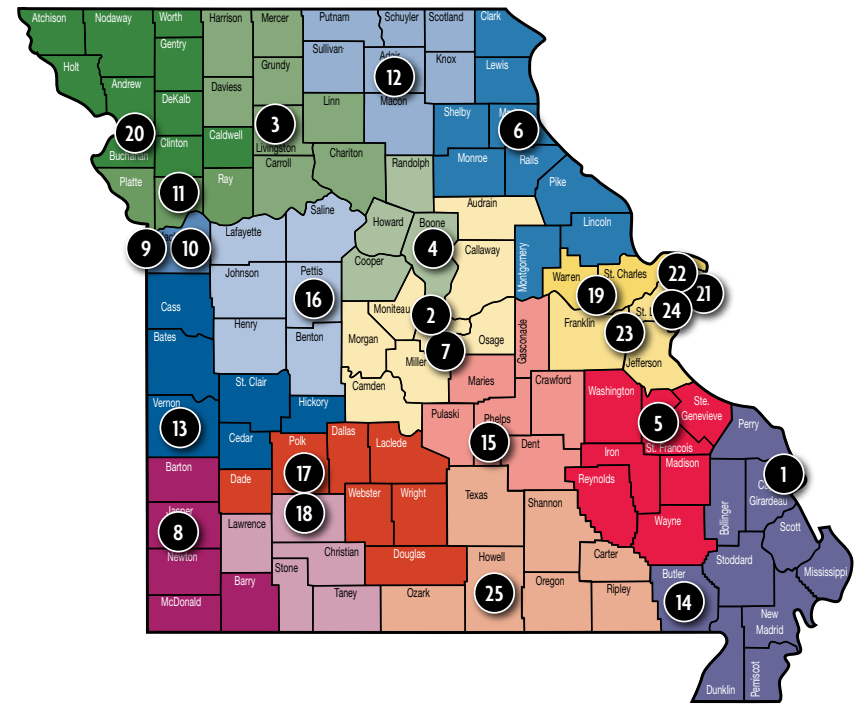 Atchison
Nodaway
Worth
Harrison
Mercer
Putnam
Schuyler
Scotland
Clark
Gentry
Sullivan
Adair
Knox
Lewis
Holt
Andrew
Grundy
DeKalb
Daviess
Linn
Macon
Shelby
12
3
6
20
Buchanan
Clinton
Caldwell
Livingston
Carroll
Chariton
Randolph
Monroe
Ralls
Platte
11
Ray
Pike
Saline
Howard
Boone
Audrain
Lincoln
9
10
Lafayette
4
Callaway
Montgomery
Cooper
Johnson
Pettis
16
Warren
St. Charles
22
21
19
24
Cass
Moniteau
2
Osage
Gasconade
Franklin
23
Henry
Benton
Morgan
Miller
7
Jefferson
Bates
St. Clair
Camden
Maries
Crawford
Washington
Hickory
Vernon
13
Pulaski
Phelps
15
Dent
5
Ste.
Genevieve
St. Francois
Perry
Cedar
Polk
Dallas
Laclede
Iron
Madison
Barton
17
Dade
Webster
Wright
Texas
Shannon
Reynolds
1
Girardeau
Bollinger
Jasper
8
18
Lawrence
Wayne
Scott
Newton
Christian
Douglas
Howell
Carter
Stoddard
Mississippi
Stone
Barry
Taney
Ozark
25
Oregon
Ripley
Butler
14
McDonald
New
Madrid
Dunklin
Pemiscot